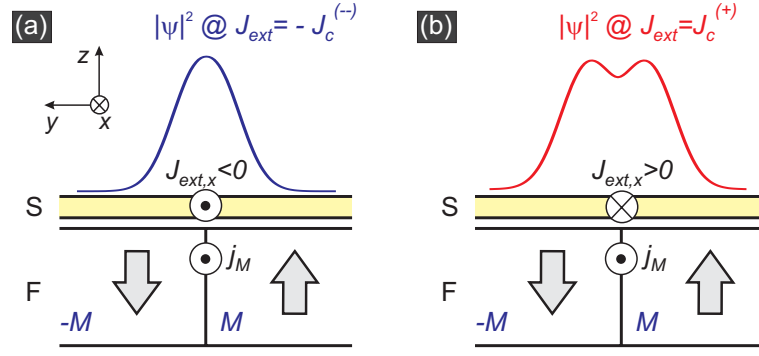 (a)
|ψ|² @ J_ext = - J_c^(--)
z
y
x
J_ext,x<0
S
j_M
F
-M
M
(b)
|ψ|² @ J_ext=J_c^(+)
J_ext,x>0
S
j_M
F
-M
M